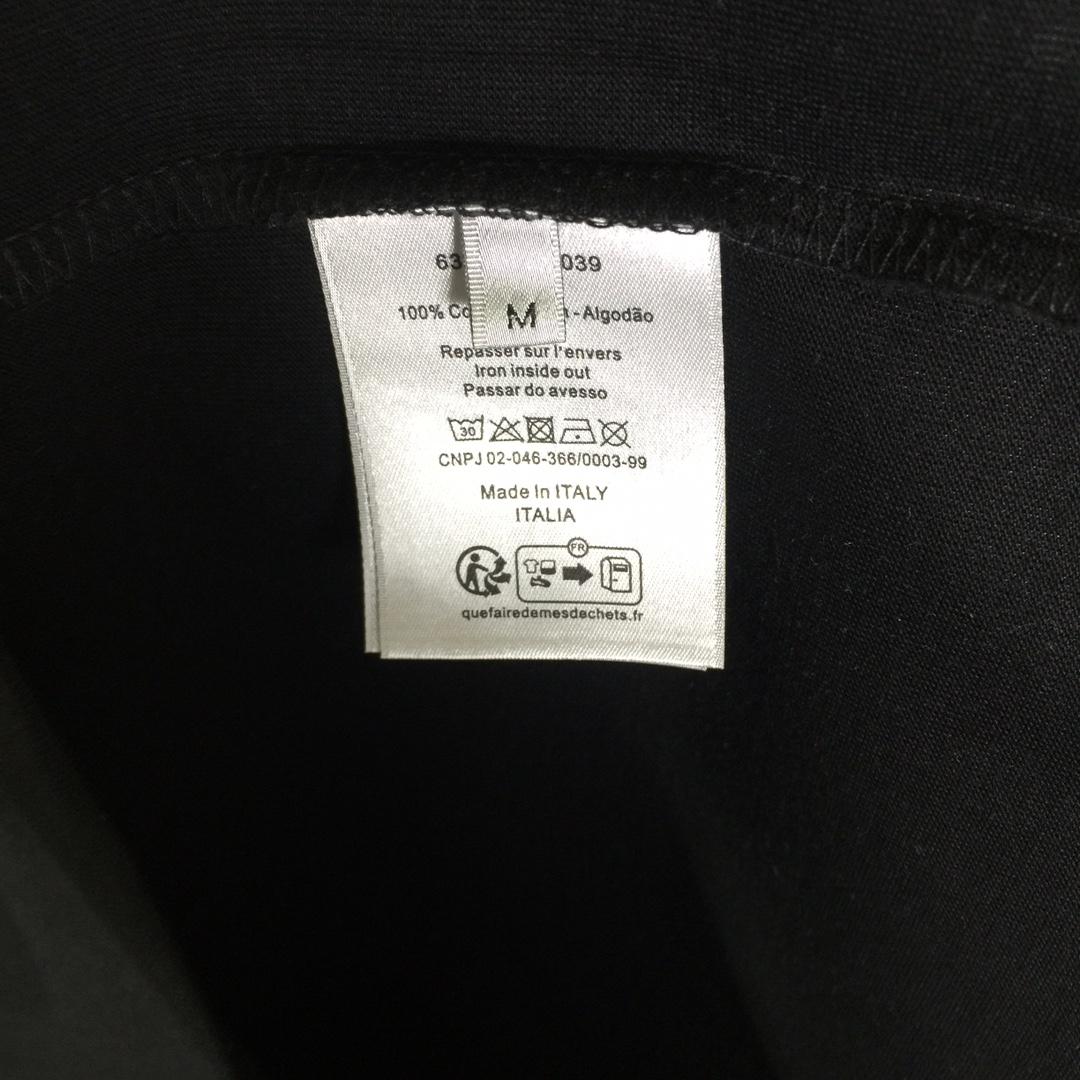 63 039
M
100% - Algodão
Repasser sur l'envers
Iron inside out
Passar do avesso
30
CNPJ 02-046-366/0003-99
Made In ITALY
ITALIA
FR
quefairedemesdechets.fr